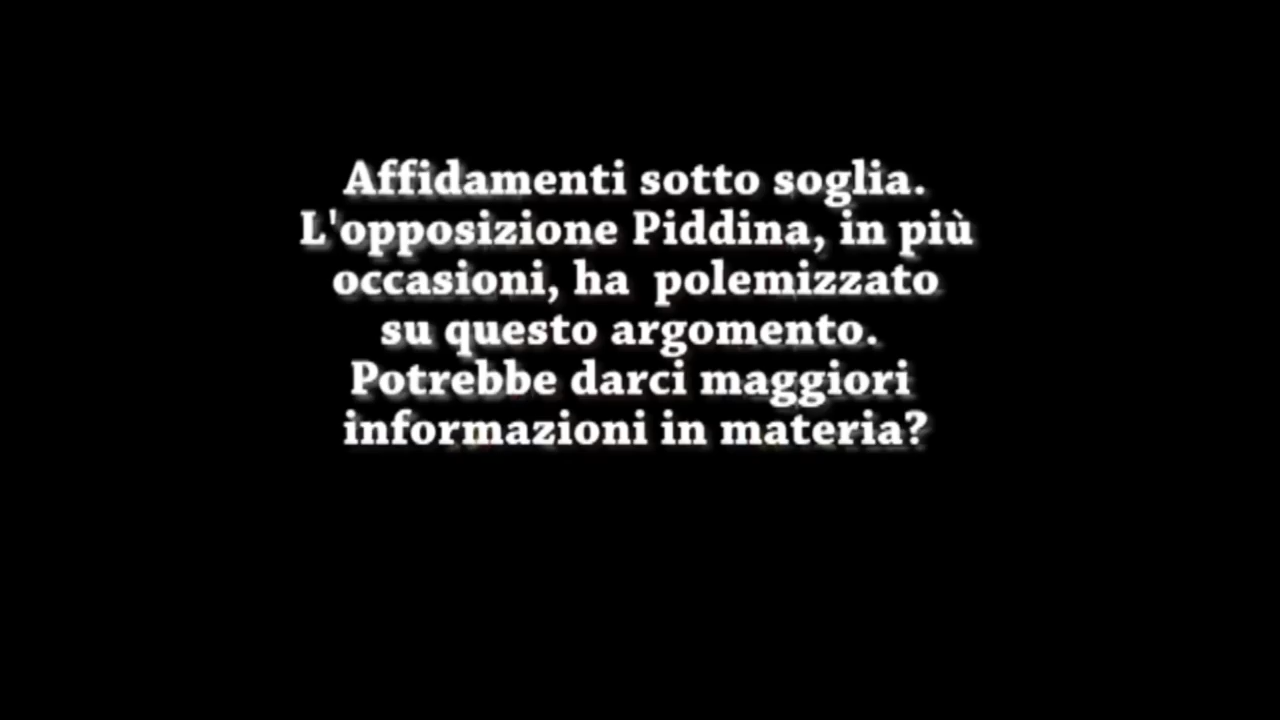 Affidamenti sotto soglia.
L'opposizione Piddina, in più
occasioni, ha  polemizzato
su questo argomento.
Potrebbe darci maggiori
informazioni in materia?